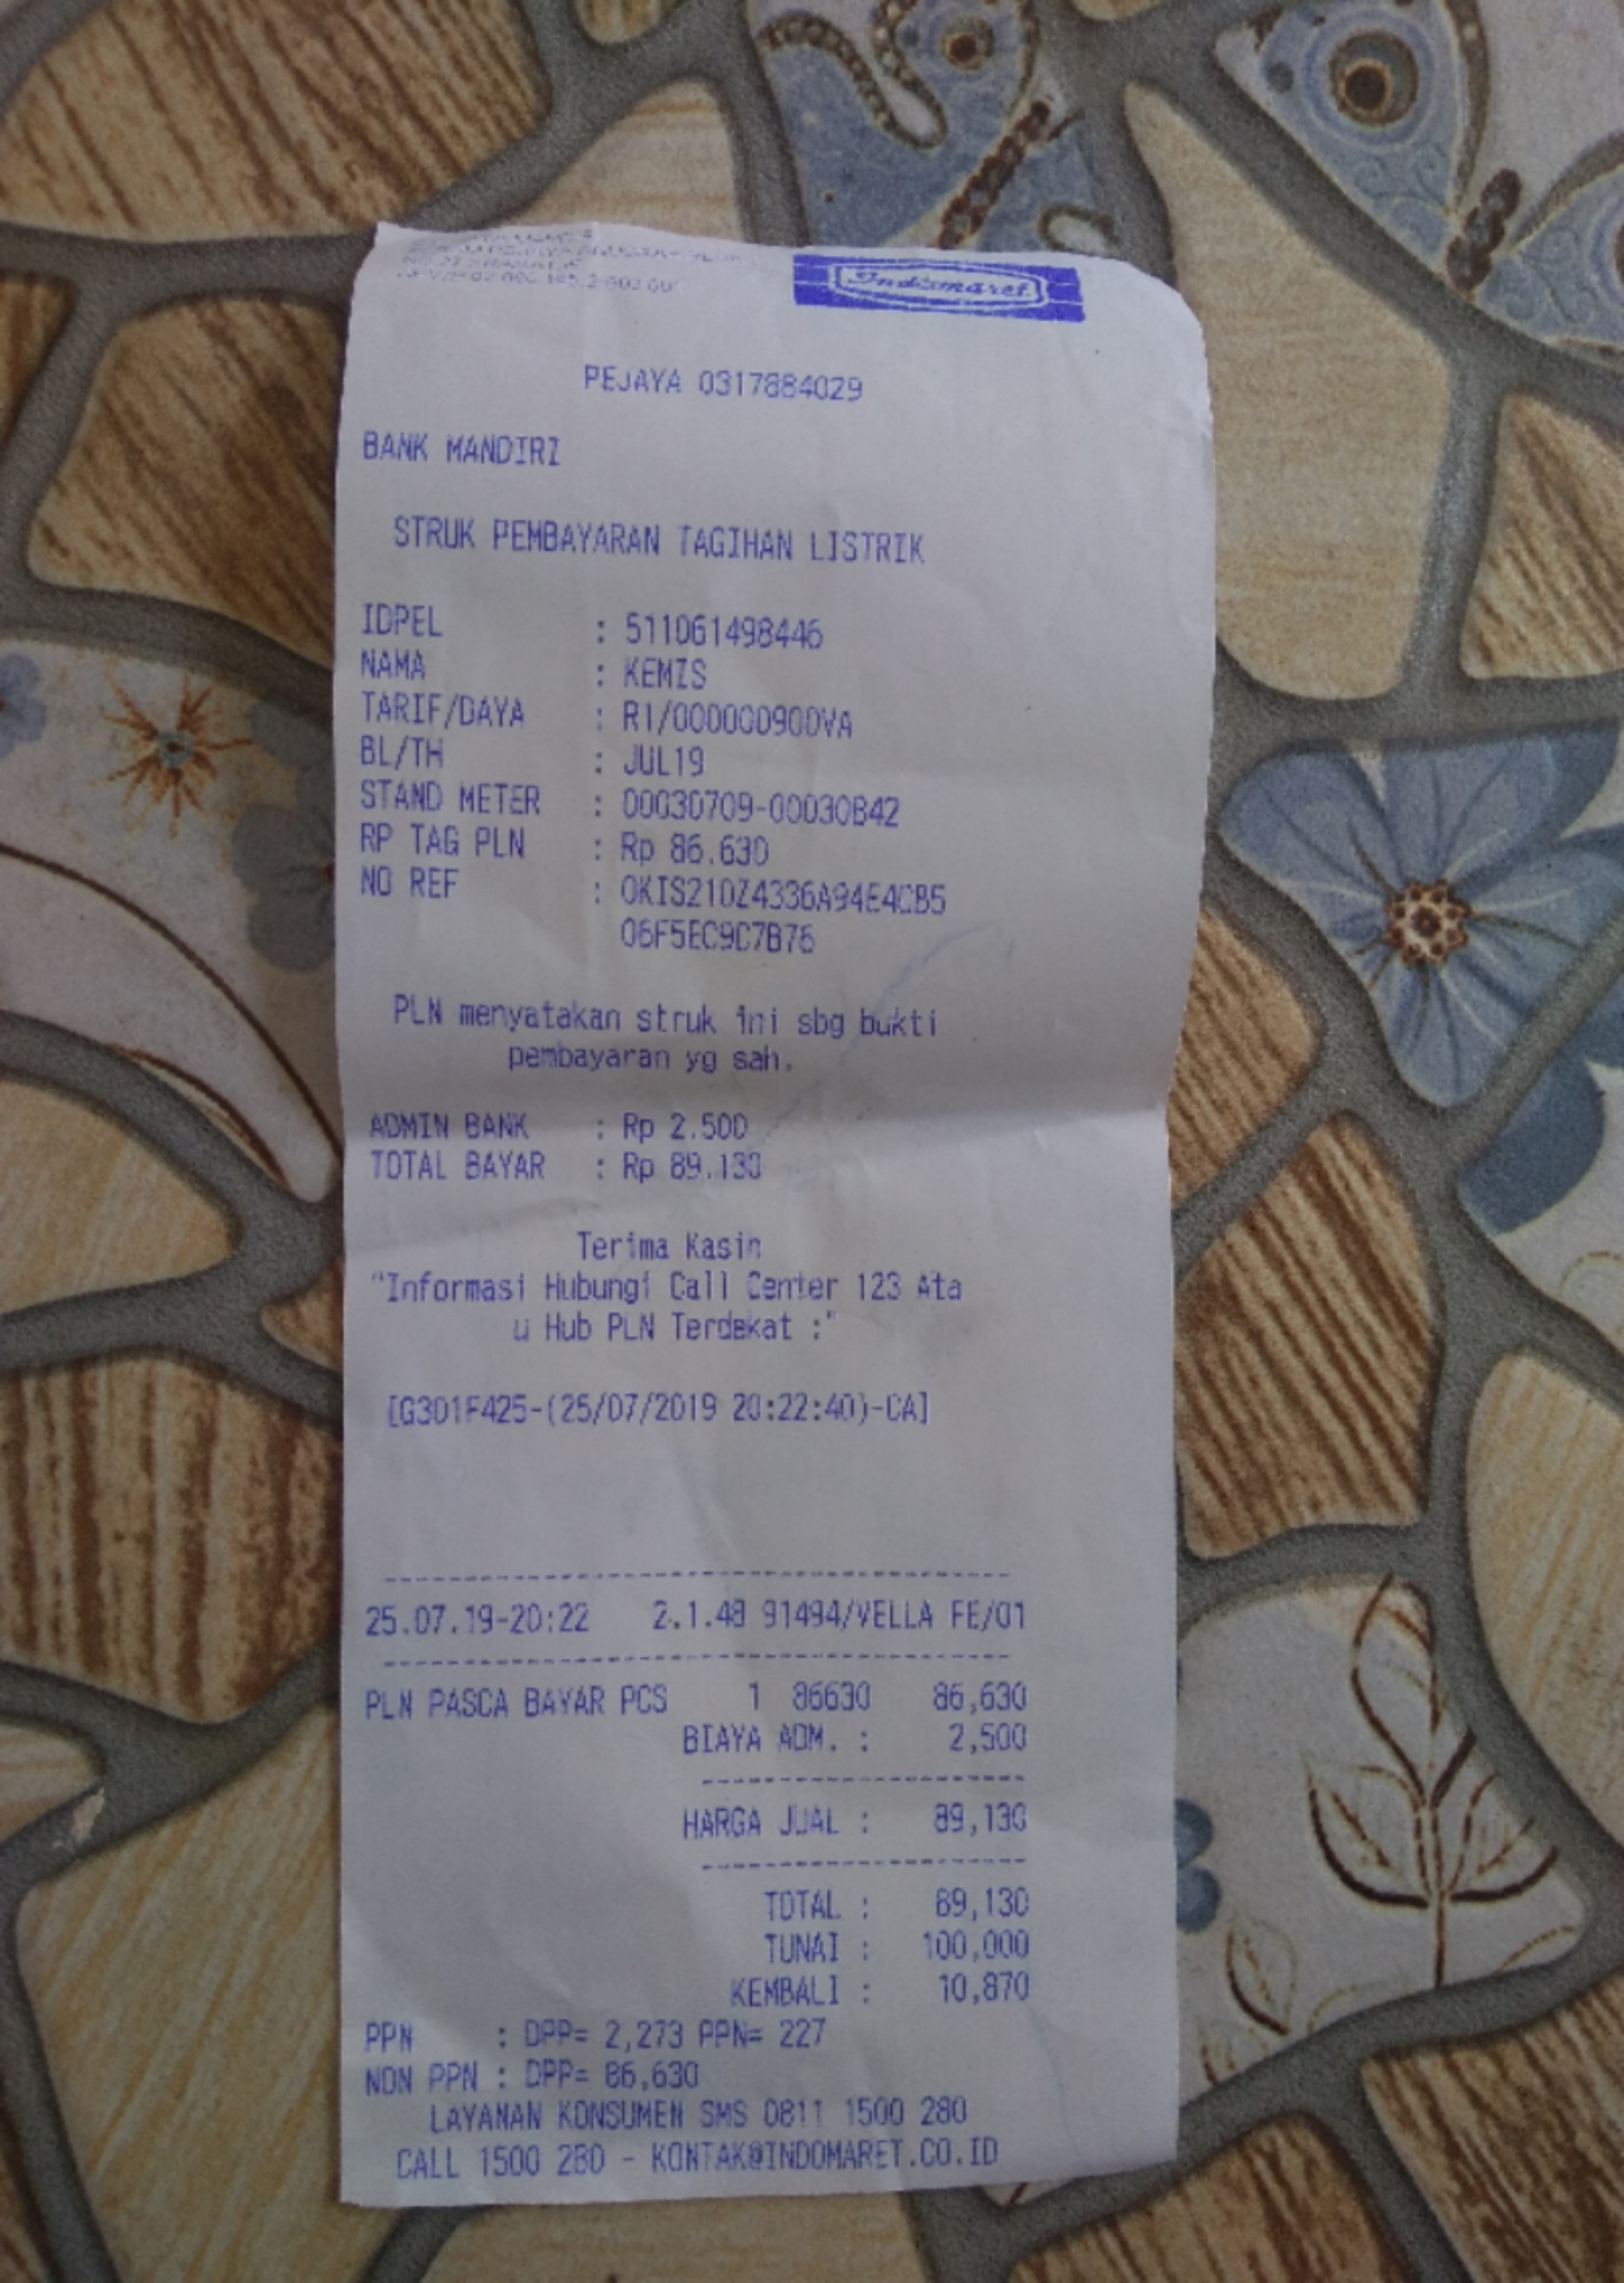 Indomaret
PEJAYA 0317884029
BANK MANDIRI
STRUK PEMBAYARAN TAGIHAN LISTRIK
IDPEL : 511061498446
NAMA : KEMIS
TARIF/DAYA : R1/000000900VA
BL/TH : JUL19
STAND METER : 00030709-00030842
RP TAG PLN : Rp 86.630
NO REF : 0KIS210Z4336A94E4CB5
06F5EC9C7B76
PLN menyatakan struk ini sbg bukti
pembayaran yg sah.
ADMIN BANK : Rp 2.500
TOTAL BAYAR : Rp 89.130
Terima Kasih
"Informasi Hubungi Call Center 123 Ata
u Hub PLN Terdekat :"
[G301F425-(25/07/2019 20:22:40)-CA]
25.07.19-20:22 2.1.48 91494/VELLA FE/01
PLN PASCA BAYAR PCS 1 86630 86,630
BIAYA ADM. : 2,500
HARGA JUAL : 89,130
TOTAL : 89,130
TUNAI : 100,000
KEMBALI : 10,870
PPN : DPP= 2,273 PPN= 227
NON PPN : DPP= 86,630
LAYANAN KONSUMEN SMS 0811 1500 280
CALL 1500 280 - KONTAK@INDOMARET.CO.ID